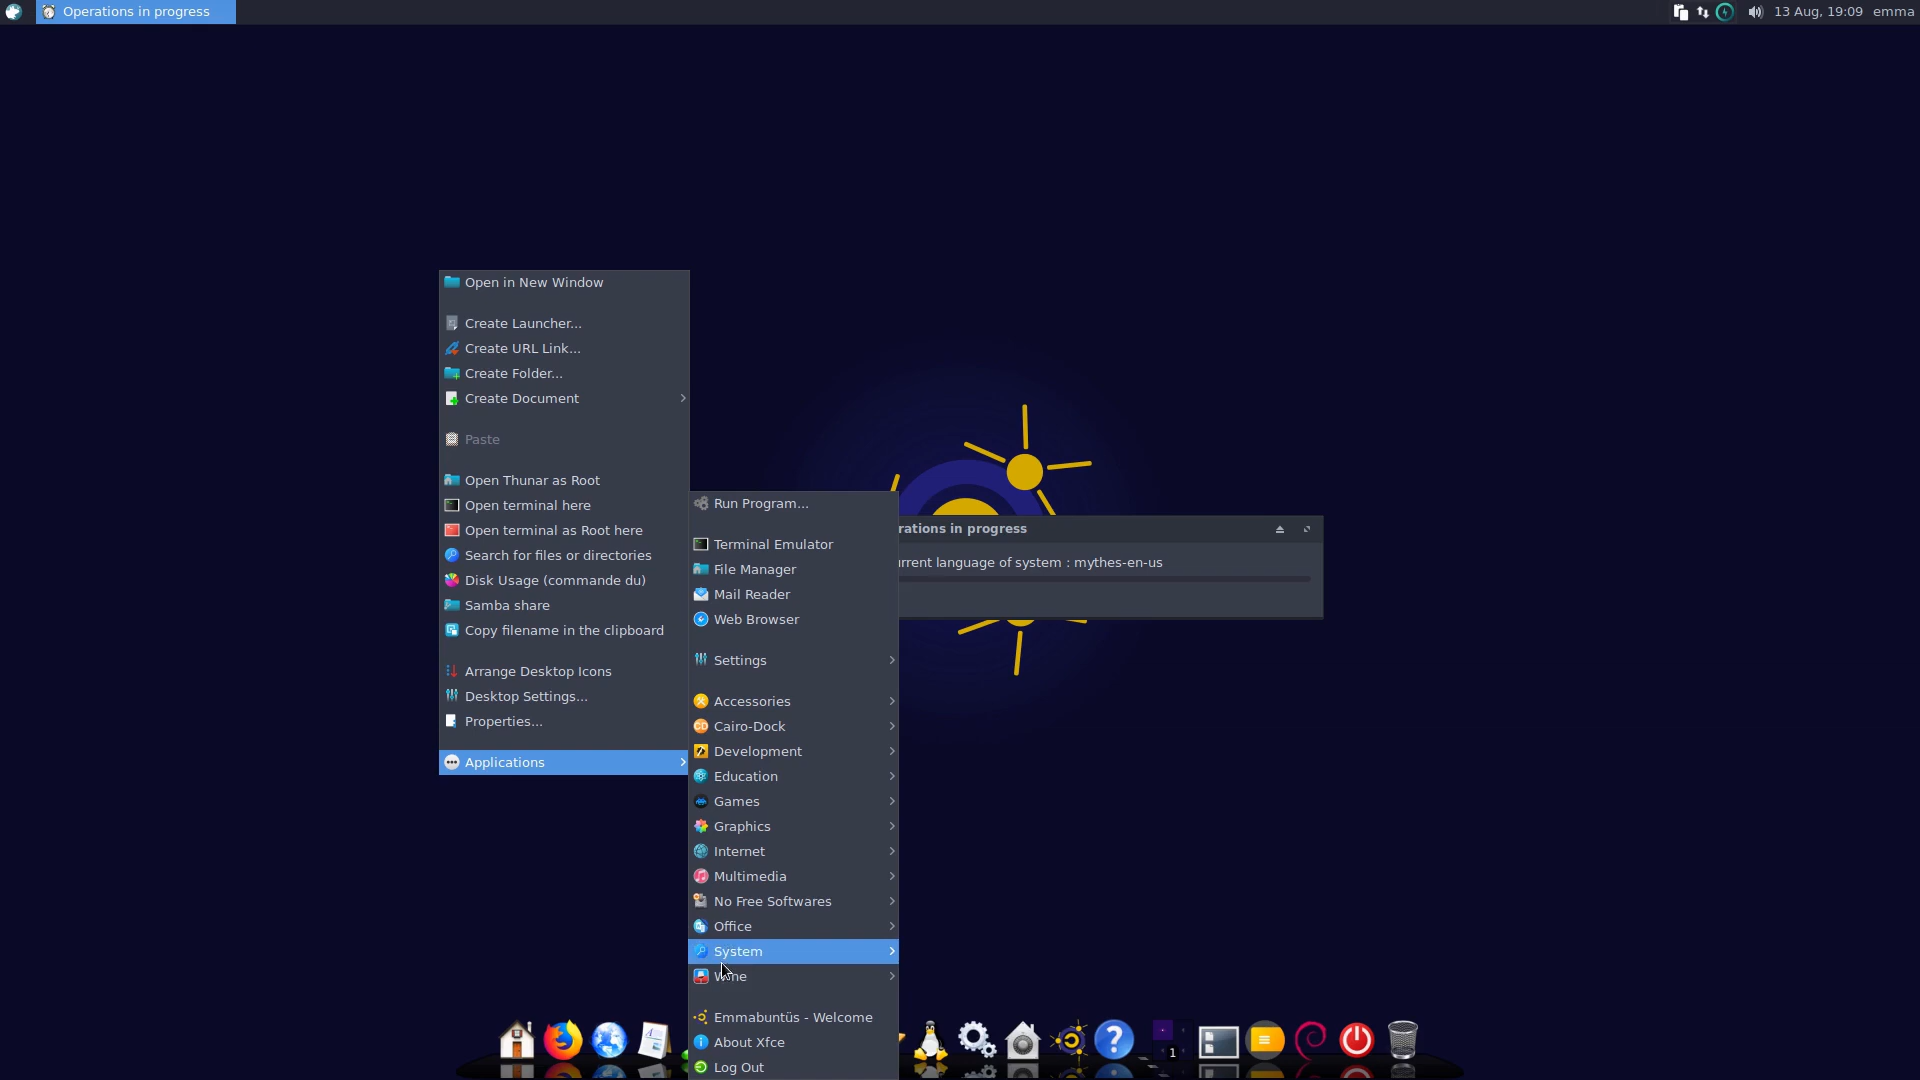 Operations in progress
13 Aug, 19:09 emma
Open in New Window
Create Launcher...
Create URL Link...
Create Folder...
Create Document
Paste
Open Thunar as Root
Open terminal here
Open terminal as Root here
Search for files or directories
Disk Usage (commande du)
Samba share
Copy filename in the clipboard
Arrange Desktop Icons
Desktop Settings...
Properties...
Applications
Run Program...
Terminal Emulator
File Manager
Mail Reader
Web Browser
Settings
Accessories
Cairo-Dock
Development
Education
Games
Graphics
Internet
Multimedia
No Free Softwares
Office
System
Wine
Emmabuntüs - Welcome
About Xfce
Log Out
rations in progress
urrent language of system : mythes-en-us
1